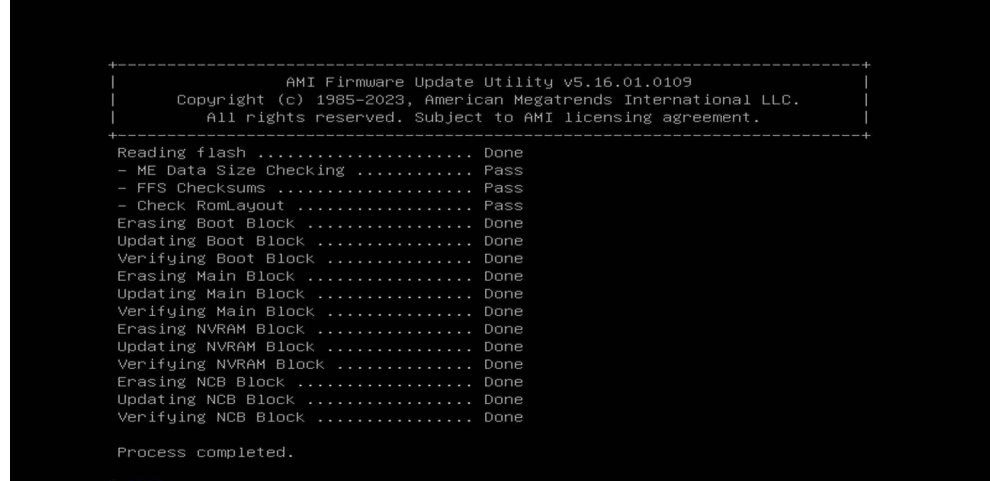 +---------------------------------------------------------------------------+
| AMI Firmware Update Utility v5.16.01.0109 |
| Copyright (c) 1985-2023, American Megatrends International LLC. |
| All rights reserved. Subject to AMI licensing agreement. |
+---------------------------------------------------------------------------+
Reading flash ...................... Done
- ME Data Size Checking ............ Pass
- FFS Checksums .................... Pass
- Check RomLayout .................. Pass
Erasing Boot Block ................. Done
Updating Boot Block ................ Done
Verifying Boot Block ............... Done
Erasing Main Block ................. Done
Updating Main Block ................ Done
Verifying Main Block ............... Done
Erasing NVRAM Block ................ Done
Updating NVRAM Block ............... Done
Verifying NVRAM Block .............. Done
Erasing NCB Block .................. Done
Updating NCB Block ................. Done
Verifying NCB Block ................ Done
Process completed.